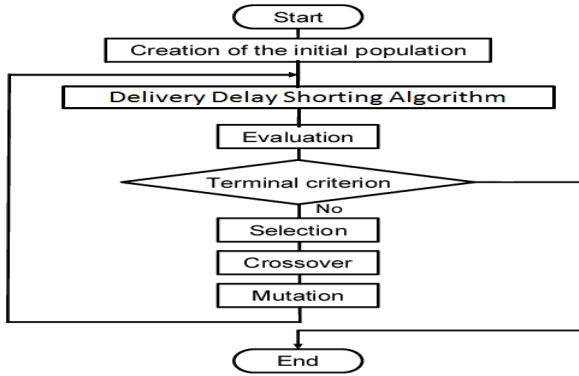 Start
Creation of the initial population
Delivery Delay Shorting Algorithm
Evaluation
Terminal criterion
No
Selection
Crossover
Mutation
End